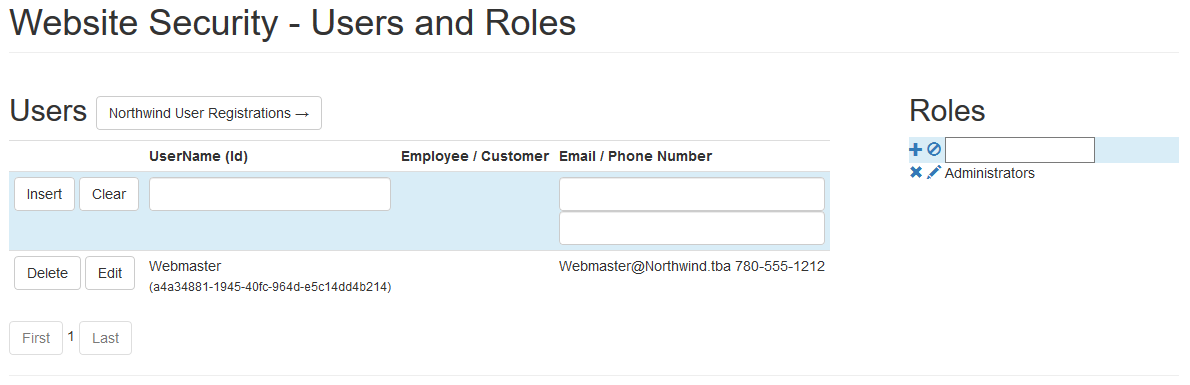 Website Security - Users and Roles
Users Northwind User Registrations →
UserName (Id) Employee / Customer Email / Phone Number
Insert Clear
Delete Edit Webmaster Webmaster@Northwind.tba 780-555-1212
(a4a34881-1945-40fc-964d-e5c14dd4b214)
First 1 Last
Roles
Administrators